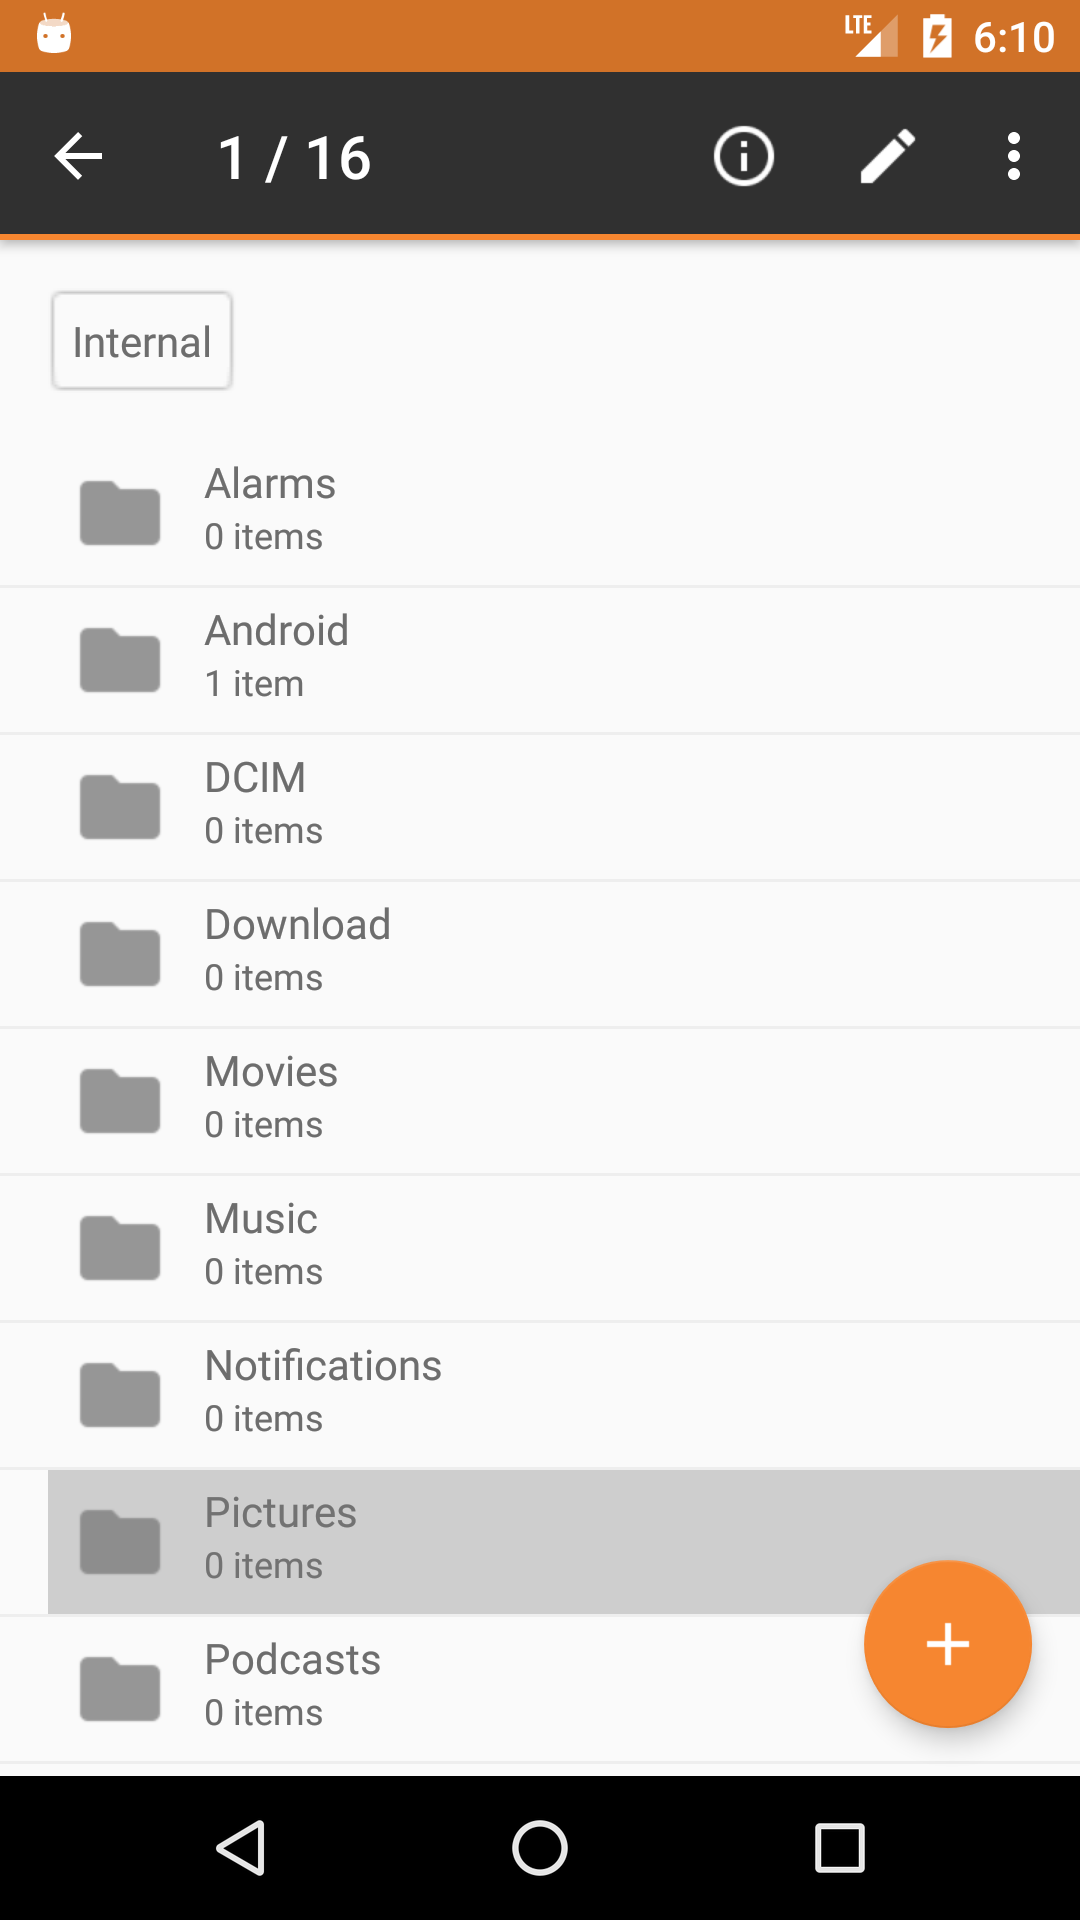 LTE 6:10
1 / 16
Internal
Alarms
0 items
Android
1 item
DCIM
0 items
Download
0 items
Movies
0 items
Music
0 items
Notifications
0 items
Pictures
0 items
Podcasts
0 items